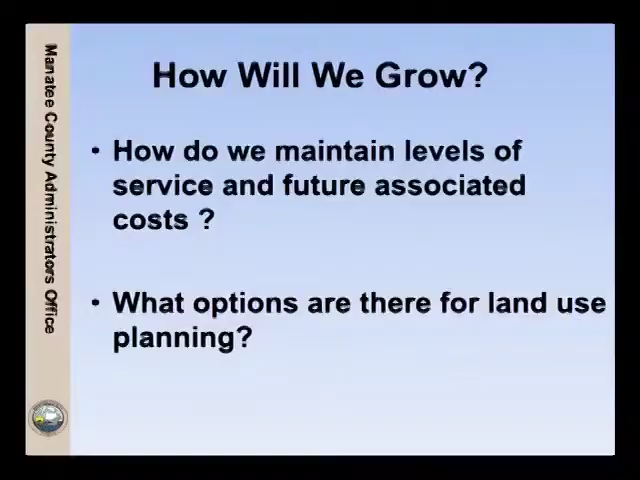 How Will We Grow?
• How do we maintain levels of
service and future associated
costs ?
• What options are there for land use
planning?
Manatee County Administrators Office